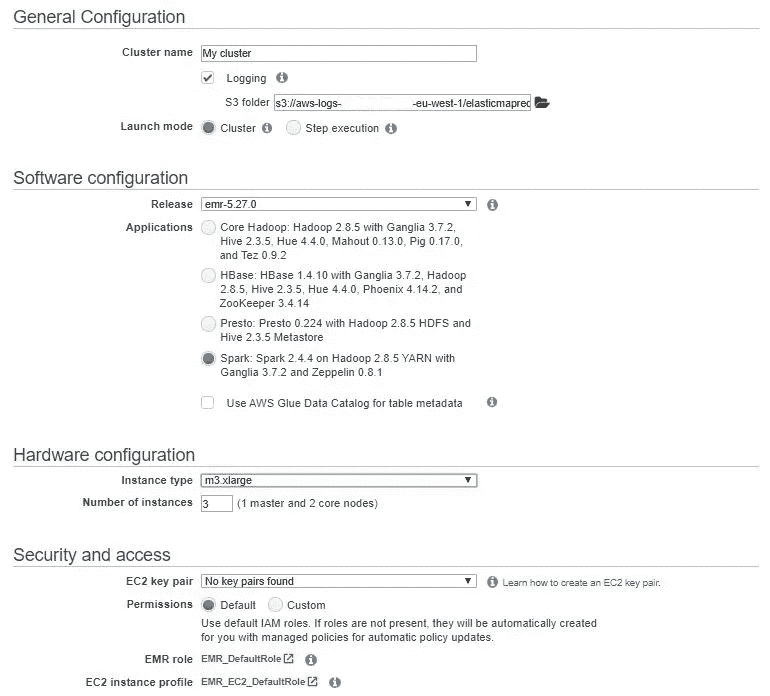 General Configuration
Cluster name My cluster
Logging
S3 folder s3://aws-logs- -eu-west-1/elasticmapred
Launch mode Cluster Step execution
Software configuration
Release emr-5.27.0
Applications Core Hadoop: Hadoop 2.8.5 with Ganglia 3.7.2,
Hive 2.3.5, Hue 4.4.0, Mahout 0.13.0, Pig 0.17.0,
and Tez 0.9.2
HBase: HBase 1.4.10 with Ganglia 3.7.2, Hadoop
2.8.5, Hive 2.3.5, Hue 4.4.0, Phoenix 4.14.2, and
ZooKeeper 3.4.14
Presto: Presto 0.224 with Hadoop 2.8.5 HDFS and
Hive 2.3.5 Metastore
Spark: Spark 2.4.4 on Hadoop 2.8.5 YARN with
Ganglia 3.7.2 and Zeppelin 0.8.1
Use AWS Glue Data Catalog for table metadata
Hardware configuration
Instance type m3.xlarge
Number of instances 3 (1 master and 2 core nodes)
Security and access
EC2 key pair No key pairs found Learn how to create an EC2 key pair.
Permissions Default Custom
Use default IAM roles. If roles are not present, they will be automatically created
for you with managed policies for automatic policy updates.
EMR role EMR_DefaultRole
EC2 instance profile EMR_EC2_DefaultRole